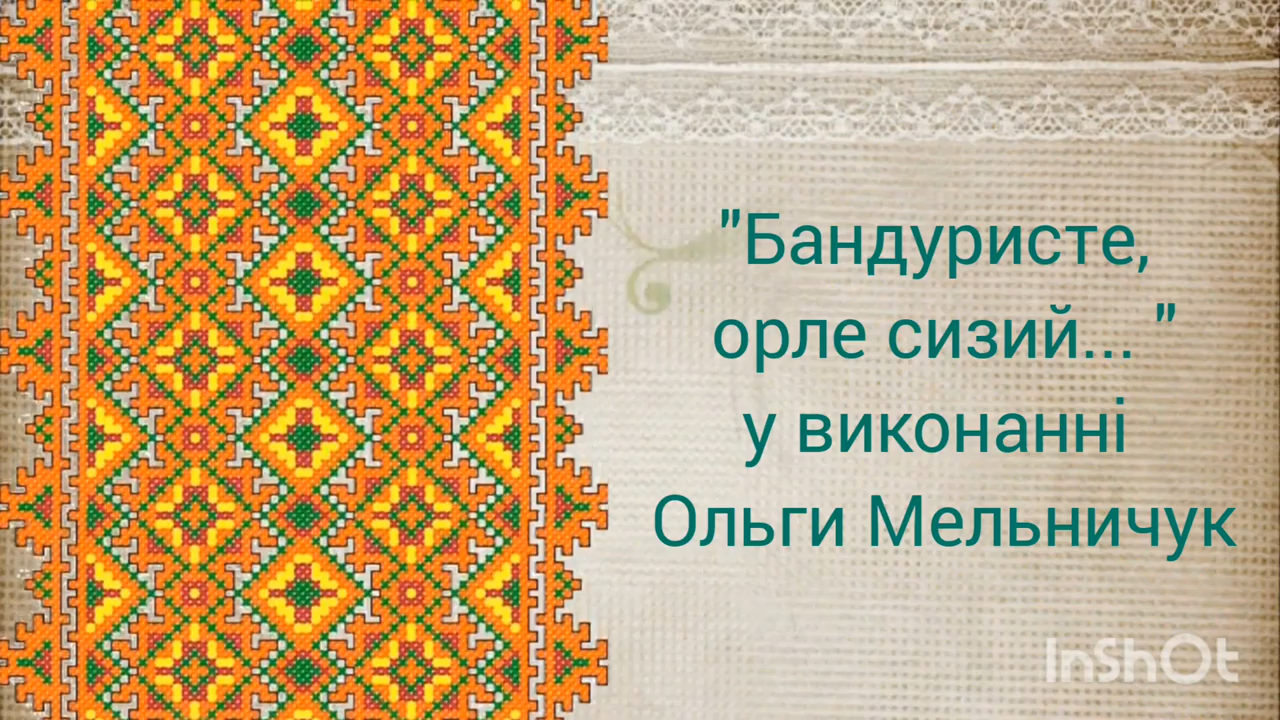 "Бандуристе,
орле сизий... "
у виконанні
Ольги Мельничук
InShOt